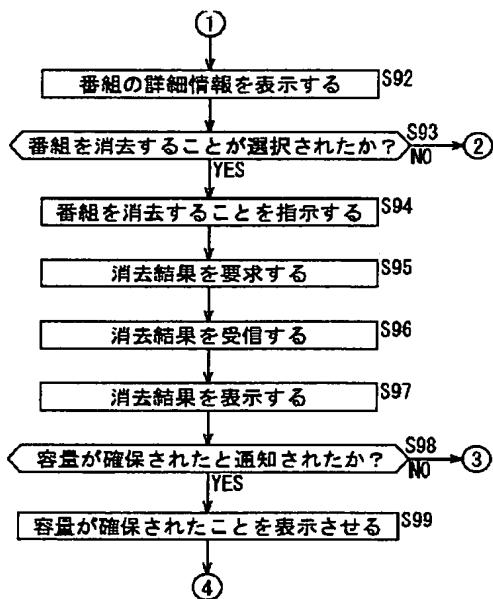 ①
番組の詳細情報を表示する S92
番組を消去することが選択されたか? S93
NO ②
YES
番組を消去することを指示する S94
消去結果を要求する S95
消去結果を受信する S96
消去結果を表示する S97
容量が確保されたと通知されたか? S98
NO ③
YES
容量が確保されたことを表示させる S99
④